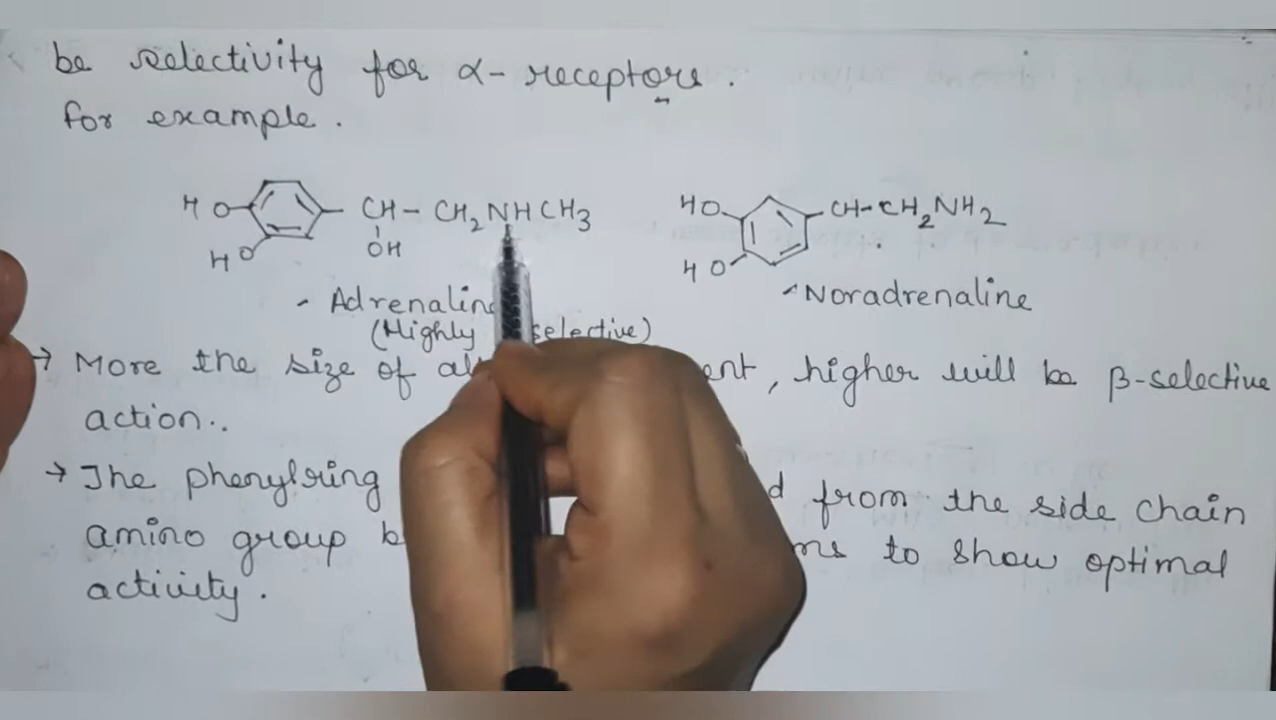 be selectivity for α-receptors.
for example.
HO CH- CH2NHCH3 HO CH-CH2NH2
HO OH HO
- Adrenalin - Noradrenaline
(Highly selective)
→ More the size of al ent, higher will be β-selective
action..
→ The phenylring d from the side chain
amino group b ms to show optimal
activity.